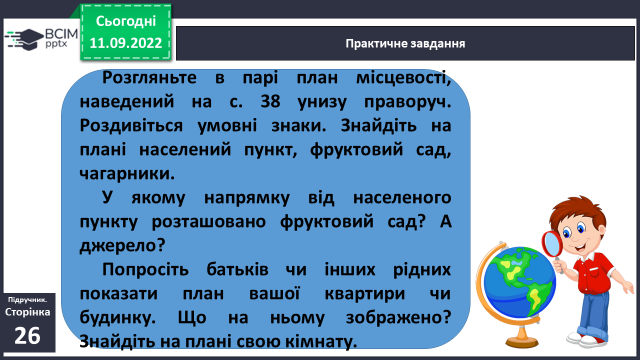 ВСІМ
pptx
Сьогодні
11.09.2022
Практичне завдання
Розгляньте в парі план місцевості,
наведений на с. 38 унизу праворуч.
Роздивіться умовні знаки. Знайдіть на
плані населений пункт, фруктовий сад,
чагарники.
У якому напрямку від населеного
пункту розташовано фруктовий сад? А
джерело?
Попросіть батьків чи інших рідних
показати план вашої квартири чи
будинку. Що на ньому зображено?
Знайдіть на плані свою кімнату.
Підручник.
Сторінка
26